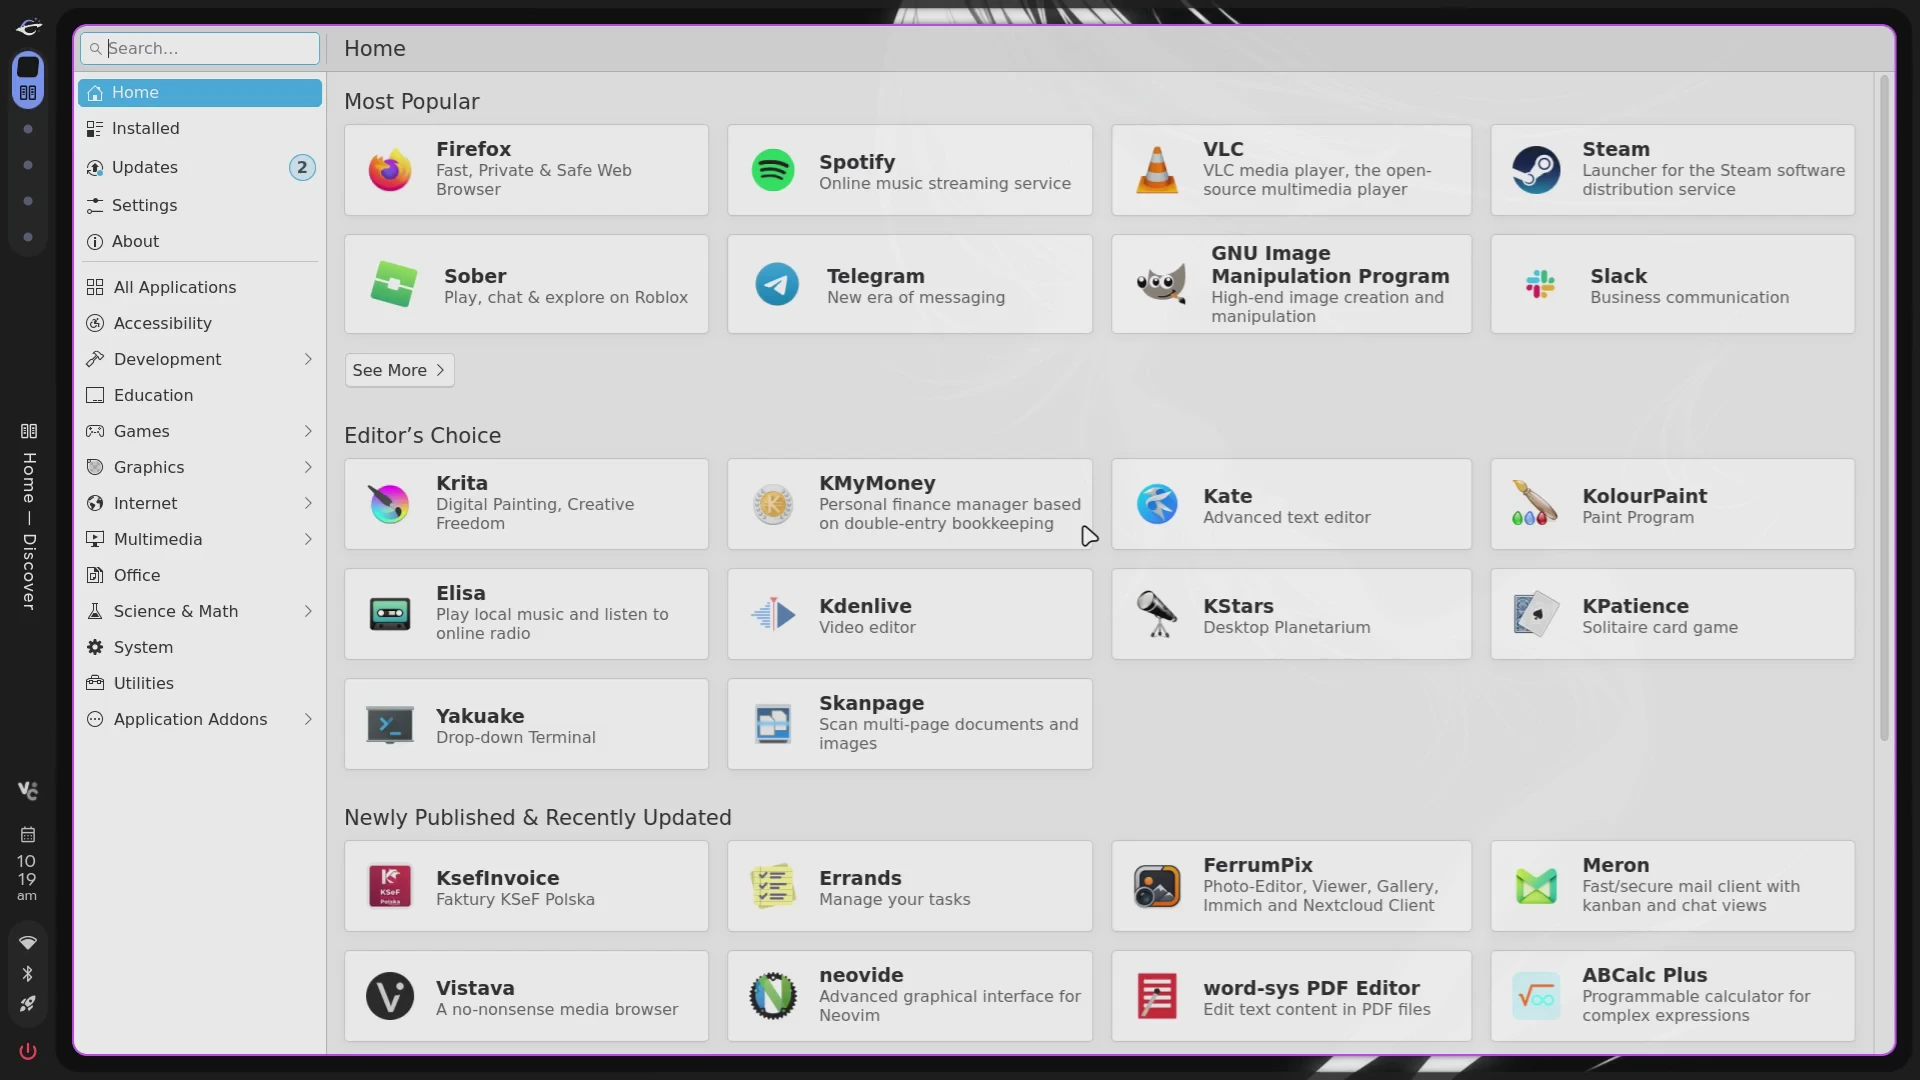 Search...
Home
Home
Installed
Updates
2
Settings
About
All Applications
Accessibility
Development
Education
Games
Graphics
Internet
Multimedia
Office
Science & Math
System
Utilities
Application Addons
Most Popular
Firefox
Fast, Private & Safe Web
Browser
Spotify
Online music streaming service
VLC
VLC media player, the open-
source multimedia player
Steam
Launcher for the Steam software
distribution service
Sober
Play, chat & explore on Roblox
Telegram
New era of messaging
GNU Image
Manipulation Program
High-end image creation and
manipulation
Slack
Business communication
See More
Editor’s Choice
Krita
Digital Painting, Creative
Freedom
KMyMoney
Personal finance manager based
on double-entry bookkeeping
Kate
Advanced text editor
KolourPaint
Paint Program
Elisa
Play local music and listen to
online radio
Kdenlive
Video editor
KStars
Desktop Planetarium
KPatience
Solitaire card game
Yakuake
Drop-down Terminal
Skanpage
Scan multi-page documents and
images
Newly Published & Recently Updated
KSeF
Polska
KsefInvoice
Faktury KSeF Polska
Errands
Manage your tasks
FerrumPix
Photo-Editor, Viewer, Gallery,
Immich and Nextcloud Client
Meron
Fast/secure mail client with
kanban and chat views
Vistava
A no-nonsense media browser
neovide
Advanced graphical interface for
Neovim
word-sys PDF Editor
Edit text content in PDF files
ABCalc Plus
Programmable calculator for
complex expressions
Home — Discover
10
19
am